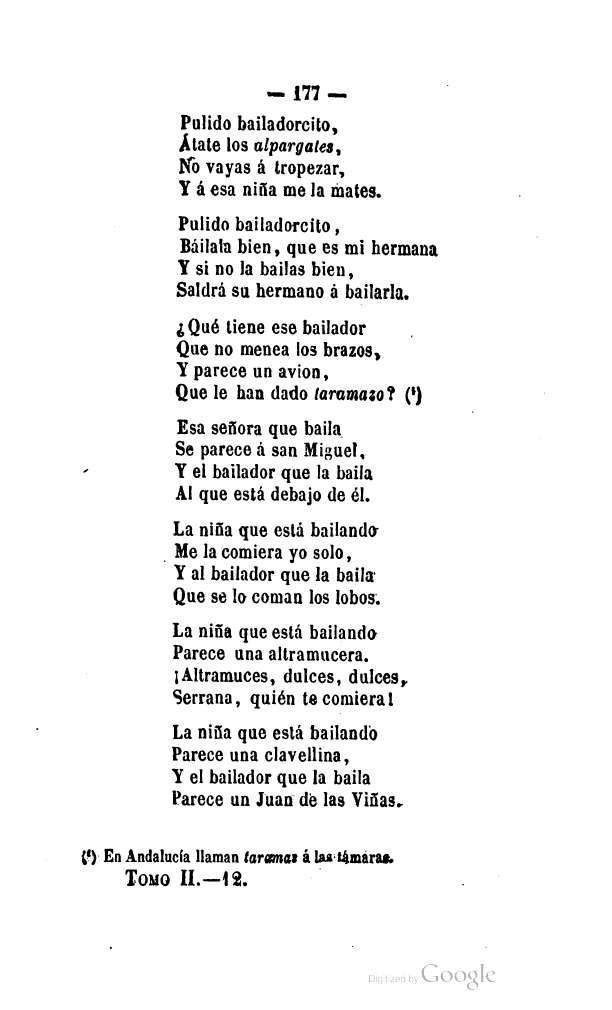 — 177 —
Pulido bailadorcito,
Átate los alpargates,
No vayas á tropezar,
Y á esa niña me la mates.
Pulido bailadorcito,
Báilala bien, que es mi hermana
Y si no la bailas bien,
Saldrá su hermano á bailarla.
¿Qué tiene ese bailador
Que no menea los brazos,
Y parece un avion,
Que le han dado taramazo? (¹)
Esa señora que baila
Se parece á san Miguel,
Y el bailador que la baila
Al que está debajo de él.
La niña que está bailando
Me la comiera yo solo,
Y al bailador que la baila
Que se lo coman los lobos.
La niña que está bailando
Parece una altramucera.
¡Altramuces, dulces, dulces,
Serrana, quién te comiera!
La niña que está bailando
Parece una clavellina,
Y el bailador que la baila
Parece un Juan de las Viñas.
(¹) En Andalucía llaman taramas á las támaras.
Tomo II.—12.
Digitized by Google